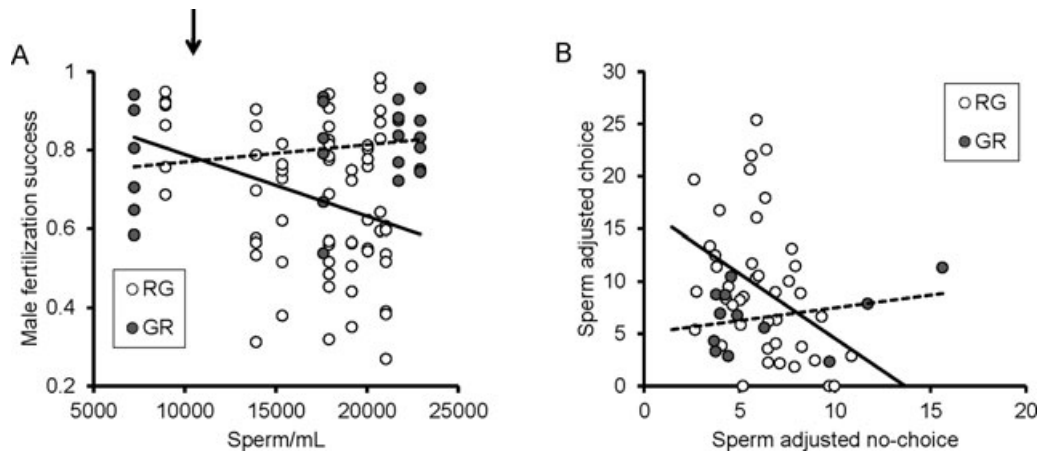 A
Male fertilization success
1
0.8
0.6
0.4
0.2
RG
GR
5000 10000 15000 20000 25000
Sperm/mL
B
Sperm adjusted choice
30
25
20
15
10
5
0
RG
GR
0 5 10 15 20
Sperm adjusted no-choice